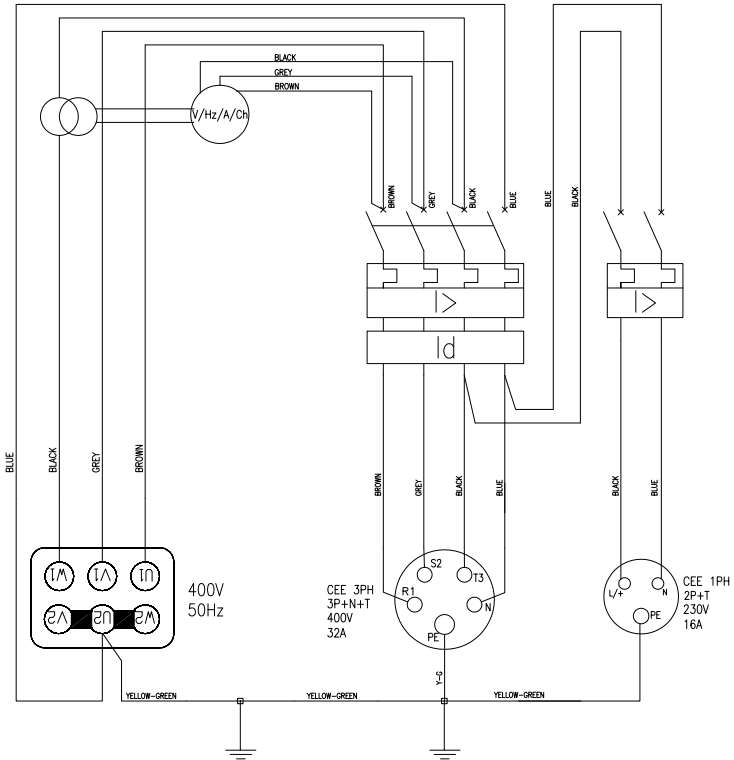 BLACK
GREY
BROWN
V/Hz/A/Ch
BROWN
GREY
BLACK
BLUE
BLUE
BLACK
I>
I>
Id
BLUE
BLACK
GREY
BROWN
BROWN
GREY
BLACK
BLUE
BLACK
BLUE
W1
V1
U1
V2
U2
W2
400V
50Hz
CEE 3PH
3P+N+T
400V
32A
S2
T3
R1
N
PE
L/+
N
PE
CEE 1PH
2P+T
230V
16A
Y-G
YELLOW-GREEN
YELLOW-GREEN
YELLOW-GREEN